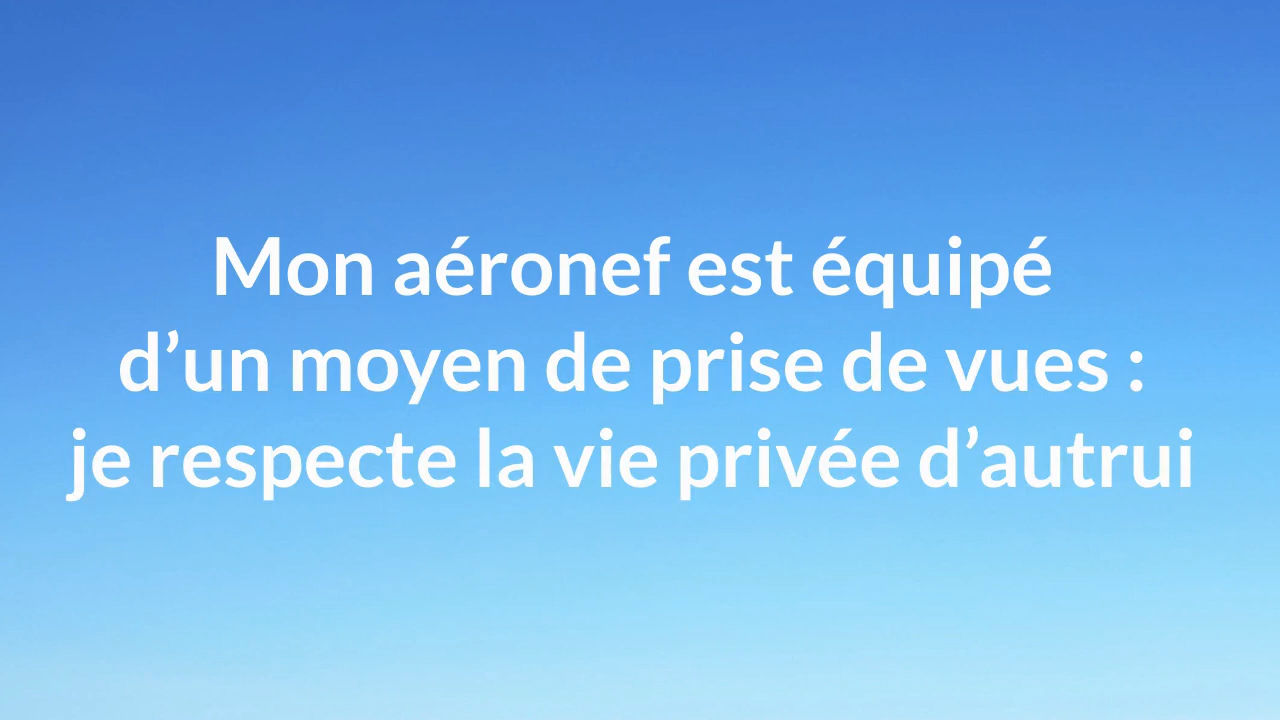 Mon aéronef est équipé
d’un moyen de prise de vues :
je respecte la vie privée d’autrui